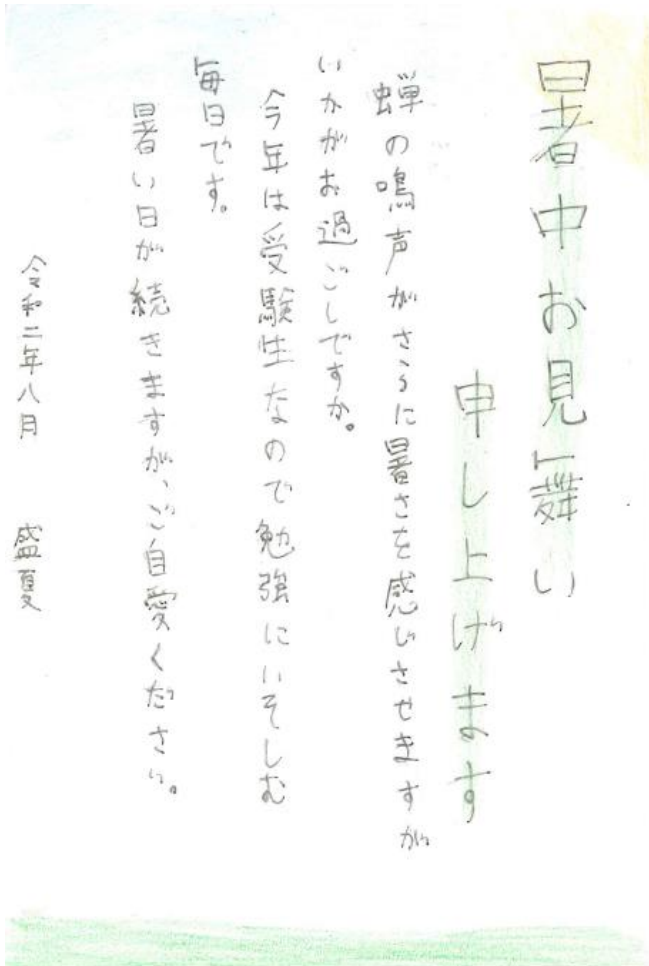 暑中お見舞い
申し上げます
蝉の鳴声がさらに暑さを感じさせますが
いかがお過ごしですか。
今年は受験生なので勉強にいそしむ
毎日です。
暑い日が続きますが、ご自愛ください。
令和二年八月　盛夏